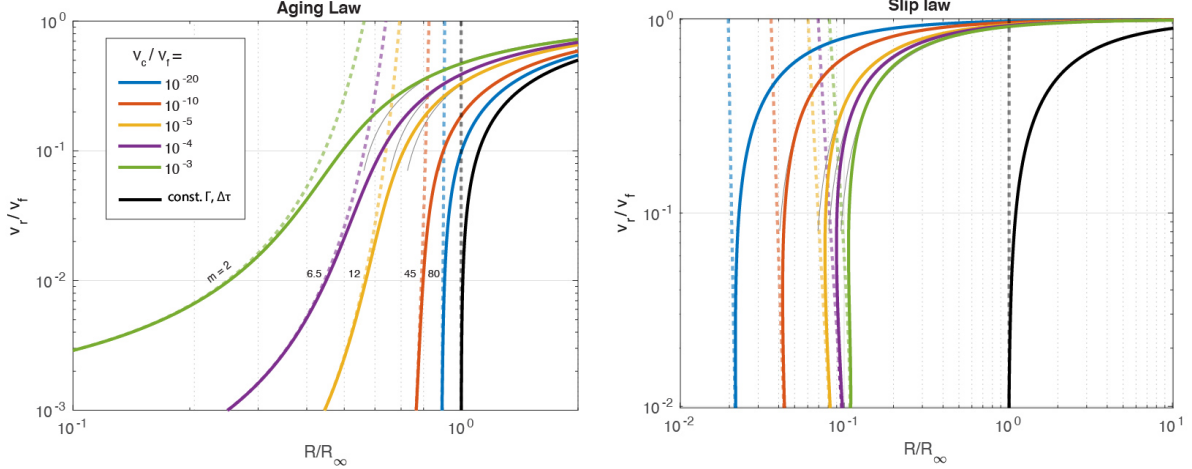 Aging Law
v_r / v_f
10^0
10^-1
10^-2
10^-3
v_c / v_f =
10^-20
10^-10
10^-5
10^-4
10^-3
const. Γ, Δτ
m = 2
6.5
12
45
80
10^-1
10^0
R/R_∞
Slip law
v_r / v_f
10^0
10^-1
10^-2
10^-2
10^-1
10^0
10^1
R/R_∞